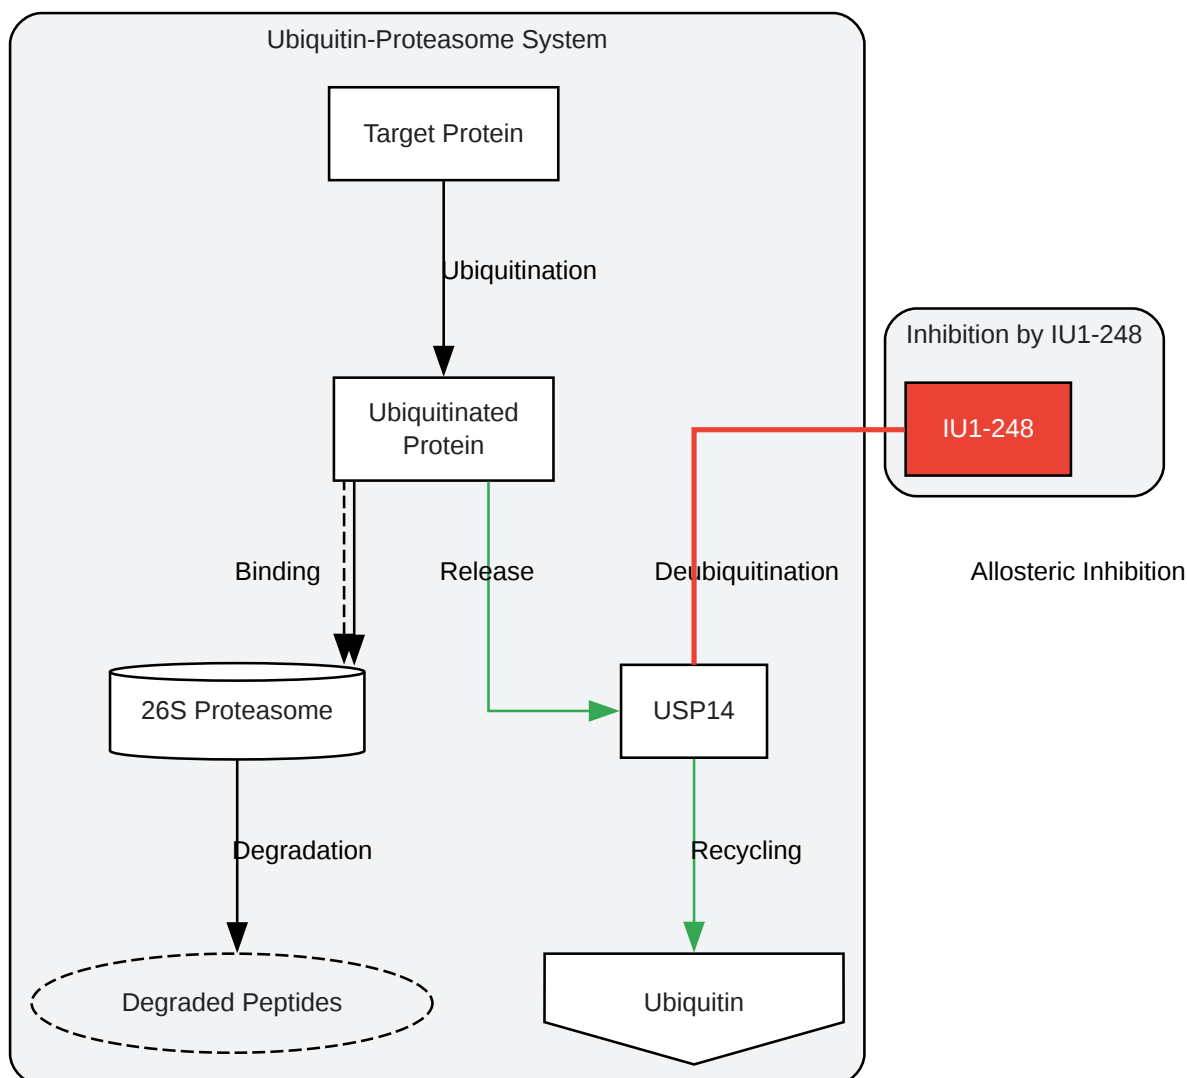 Ubiquitin-Proteasome System
Target Protein
Ubiquitination
Inhibition by IU1-248
Ubiquitinated
Protein
IU1-248
Binding
Release
Deubiquitination
Allosteric Inhibition
26S Proteasome
USP14
Degradation
Recycling
Degraded Peptides
Ubiquitin